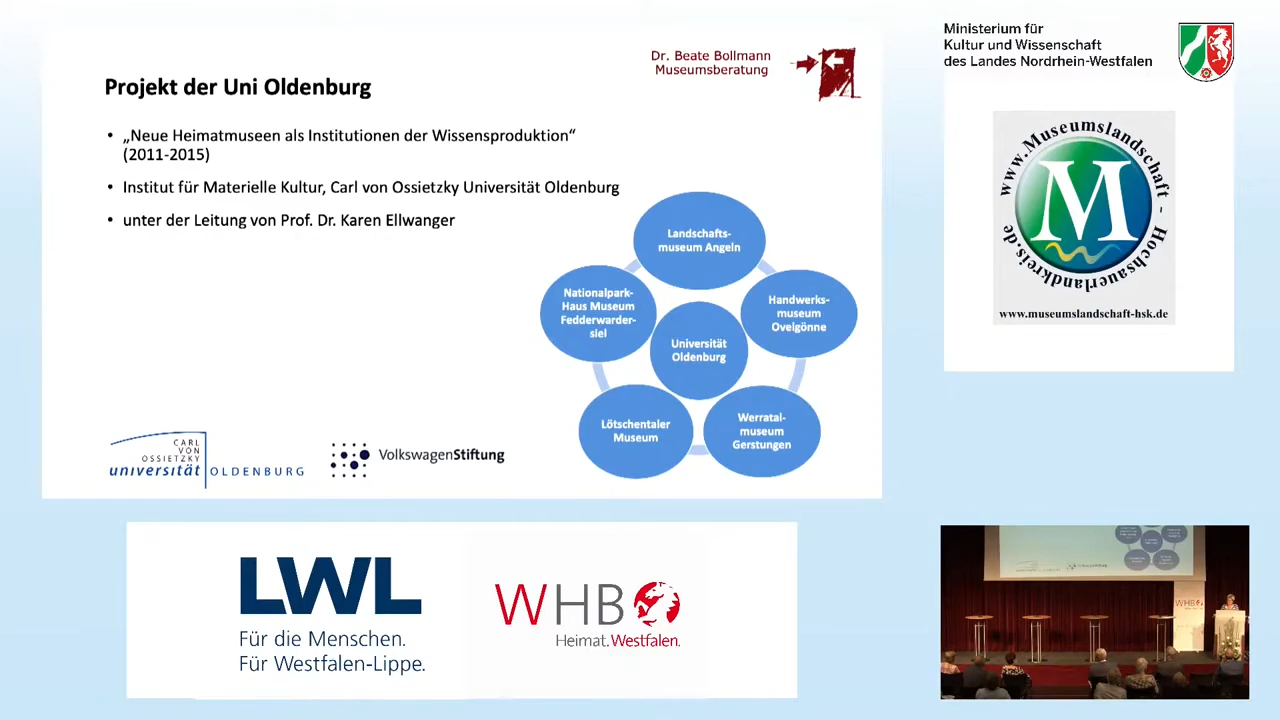 Dr. Beate Bollmann
Museumsberatung
Projekt der Uni Oldenburg
• „Neue Heimatmuseen als Institutionen der Wissensproduktion“
(2011-2015)
• Institut für Materielle Kultur, Carl von Ossietzky Universität Oldenburg
• unter der Leitung von Prof. Dr. Karen Ellwanger
Landschafts-
museum Angeln
Nationalpark-
Haus Museum
Fedderwarder-
siel
Handwerks-
museum
Ovelgönne
Universität
Oldenburg
Lötschentaler
Museum
Werratal-
museum
Gerstungen
CARL
VON
OSSIETZKY
universität OLDENBURG
VolkswagenStiftung
Ministerium für
Kultur und Wissenschaft
des Landes Nordrhein-Westfalen
www.Museumslandschaft - Hochsauerlandkreis.de
M
www.museumslandschaft-hsk.de
LWL
Für die Menschen.
Für Westfalen-Lippe.
WHB
Heimat.Westfalen.
WHB